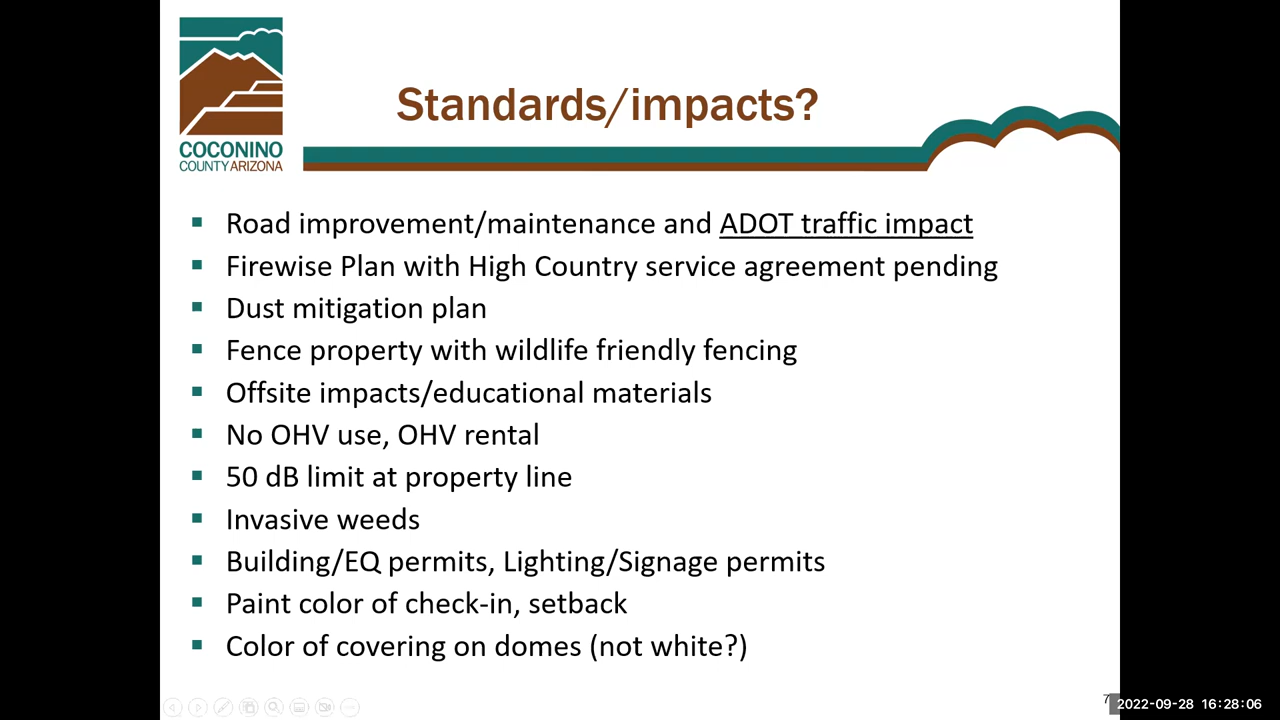 COCONINO
COUNTY ARIZONA
Standards/impacts?
Road improvement/maintenance and ADOT traffic impact
Firewise Plan with High Country service agreement pending
Dust mitigation plan
Fence property with wildlife friendly fencing
Offsite impacts/educational materials
No OHV use, OHV rental
50 dB limit at property line
Invasive weeds
Building/EQ permits, Lighting/Signage permits
Paint color of check-in, setback
Color of covering on domes (not white?)
7
2022-09-28 16:28:06